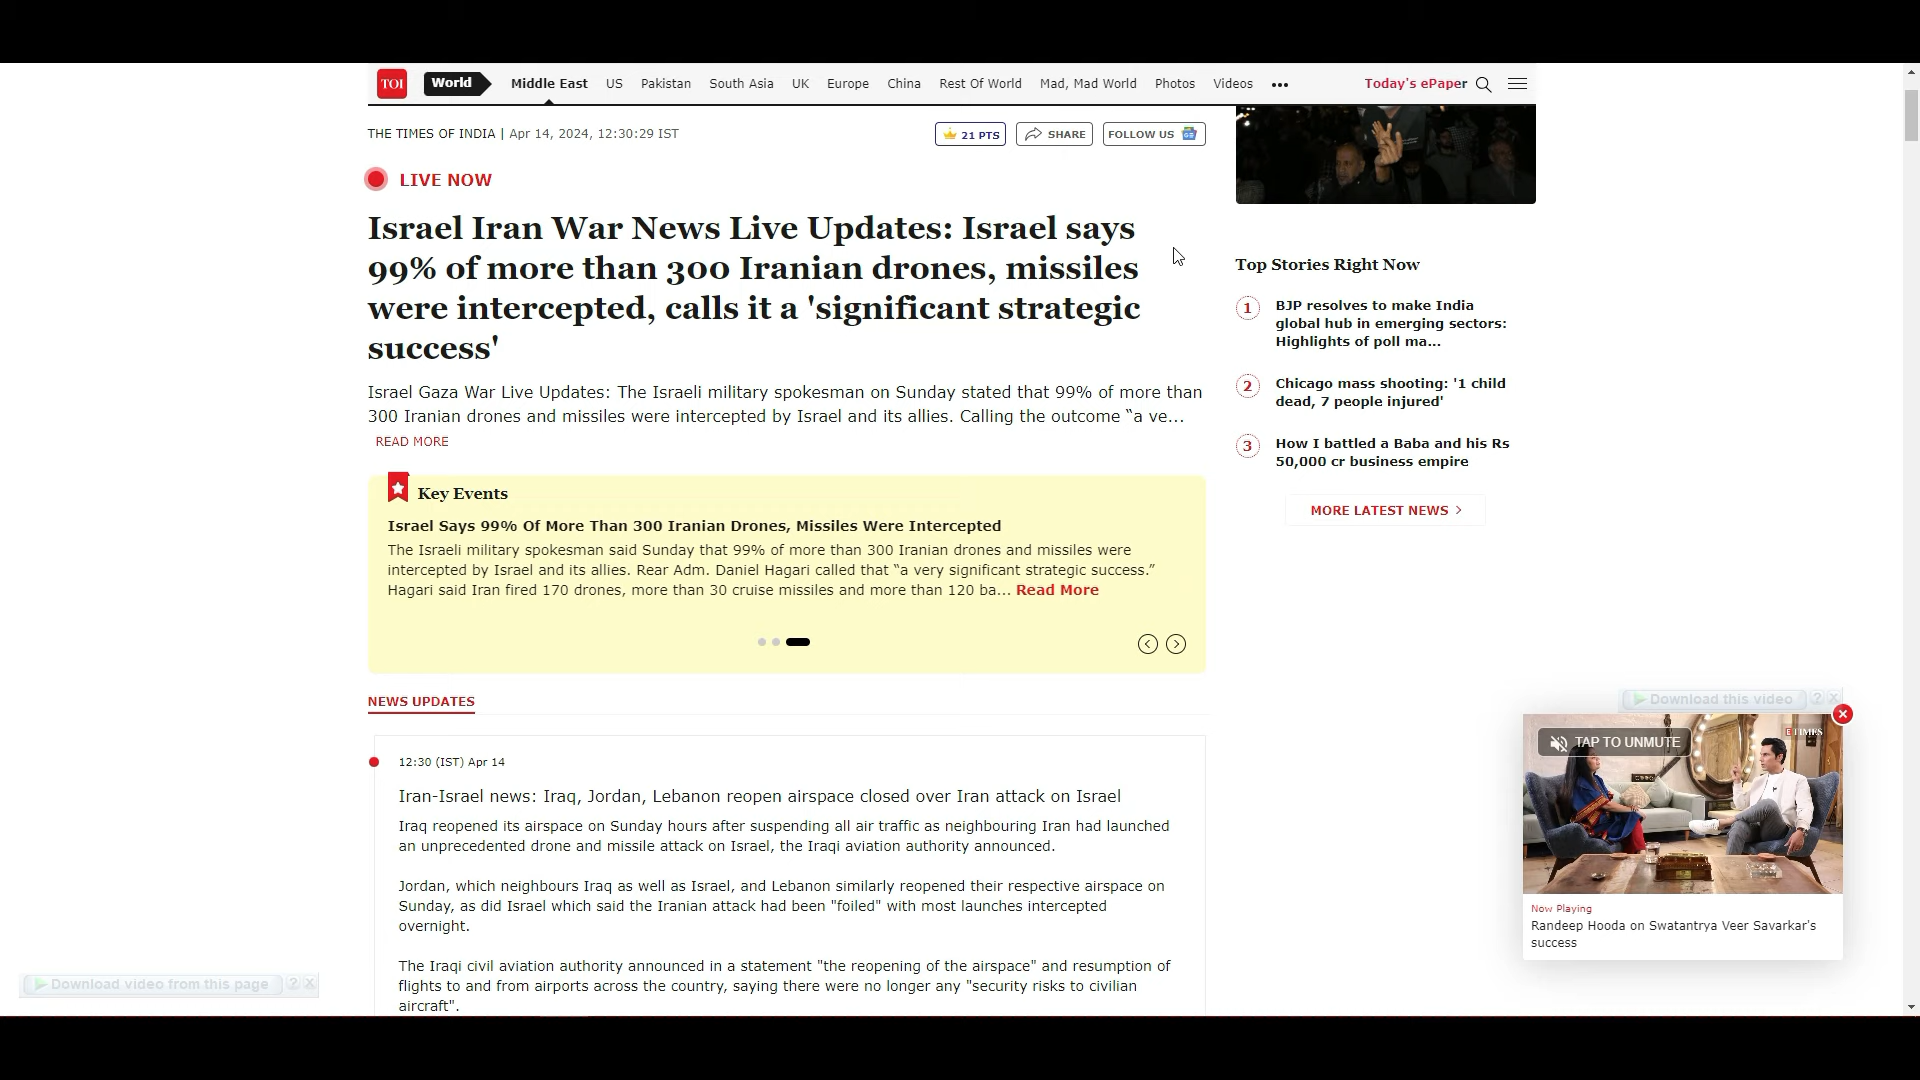 TOI World Middle East US Pakistan South Asia UK Europe China Rest Of World Mad, Mad World Photos Videos ••• Today's ePaper
THE TIMES OF INDIA | Apr 14, 2024, 12:30:29 IST
21 PTS SHARE FOLLOW US
LIVE NOW
Israel Iran War News Live Updates: Israel says
99% of more than 300 Iranian drones, missiles
were intercepted, calls it a 'significant strategic
success'
Israel Gaza War Live Updates: The Israeli military spokesman on Sunday stated that 99% of more than
300 Iranian drones and missiles were intercepted by Israel and its allies. Calling the outcome “a ve...
READ MORE
Key Events
Israel Says 99% Of More Than 300 Iranian Drones, Missiles Were Intercepted
The Israeli military spokesman said Sunday that 99% of more than 300 Iranian drones and missiles were
intercepted by Israel and its allies. Rear Adm. Daniel Hagari called that “a very significant strategic success.”
Hagari said Iran fired 170 drones, more than 30 cruise missiles and more than 120 ba... Read More
NEWS UPDATES
12:30 (IST) Apr 14
Iran-Israel news: Iraq, Jordan, Lebanon reopen airspace closed over Iran attack on Israel
Iraq reopened its airspace on Sunday hours after suspending all air traffic as neighbouring Iran had launched
an unprecedented drone and missile attack on Israel, the Iraqi aviation authority announced.
Jordan, which neighbours Iraq as well as Israel, and Lebanon similarly reopened their respective airspace on
Sunday, as did Israel which said the Iranian attack had been "foiled" with most launches intercepted
overnight.
The Iraqi civil aviation authority announced in a statement "the reopening of the airspace" and resumption of
flights to and from airports across the country, saying there were no longer any "security risks to civilian
aircraft".
Top Stories Right Now
1 BJP resolves to make India
global hub in emerging sectors:
Highlights of poll ma...
2 Chicago mass shooting: '1 child
dead, 7 people injured'
3 How I battled a Baba and his Rs
50,000 cr business empire
MORE LATEST NEWS >
Download this video ? X
TAP TO UNMUTE
ETIMES
Now Playing
Randeep Hooda on Swatantrya Veer Savarkar's
success
Download video from this page ? X